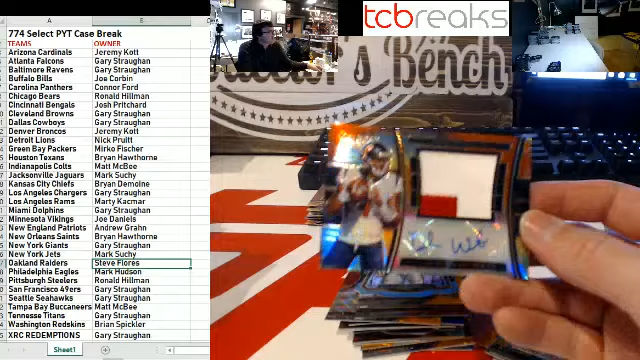 A B
774 Select PYT Case Break
TEAMS OWNER
Arizona Cardinals Jeremy Kott
Atlanta Falcons Gary Straughan
Baltimore Ravens Gary Straughan
Buffalo Bills Joe Corbin
Carolina Panthers Connor Ford
Chicago Bears Ronald Hillman
Cincinnati Bengals Josh Pritchard
Cleveland Browns Gary Straughan
Dallas Cowboys Gary Straughan
Denver Broncos Jeremy Kott
Detroit Lions Nick Pruitt
Green Bay Packers Mirko Fischer
Houston Texans Bryan Hawthorne
Indianapolis Colts Matt McBee
Jacksonville Jaguars Mark Suchy
Kansas City Chiefs Bryan Demoine
Los Angeles Chargers Gary Straughan
Los Angeles Rams Marty Kacmar
Miami Dolphins Gary Straughan
Minnesota Vikings Joe Daniels
New England Patriots Andrew Grahn
New Orleans Saints Bryan Hawthorne
New York Giants Gary Straughan
New York Jets Mark Suchy
Oakland Raiders Steve Flores
Philadelphia Eagles Mark Hudson
Pittsburgh Steelers Ronald Hillman
San Francisco 49ers Gary Straughan
Seattle Seahawks Gary Straughan
Tampa Bay Buccaneers Matt McBee
Tennesse Titans Gary Straughan
Washington Redskins Brian Spickler
XRC REDEMPTIONS Gary Straughan
Sheet1
tcbreaks
Bench